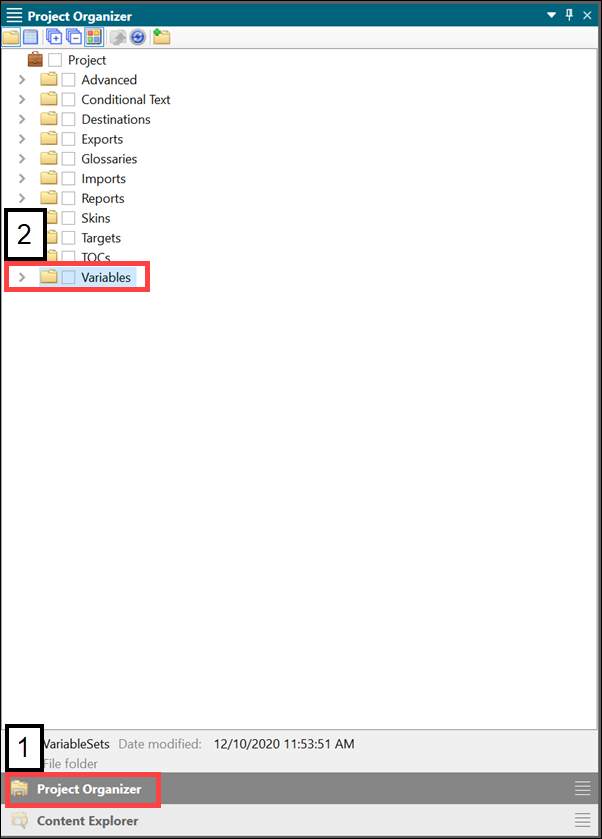 Project Organizer
Project
Advanced
Conditional Text
Destinations
Exports
Glossaries
Imports
Reports
Skins
2
Targets
TOCs
Variables
1
VariableSets Date modified: 12/10/2020 11:53:51 AM
File folder
Project Organizer
Content Explorer